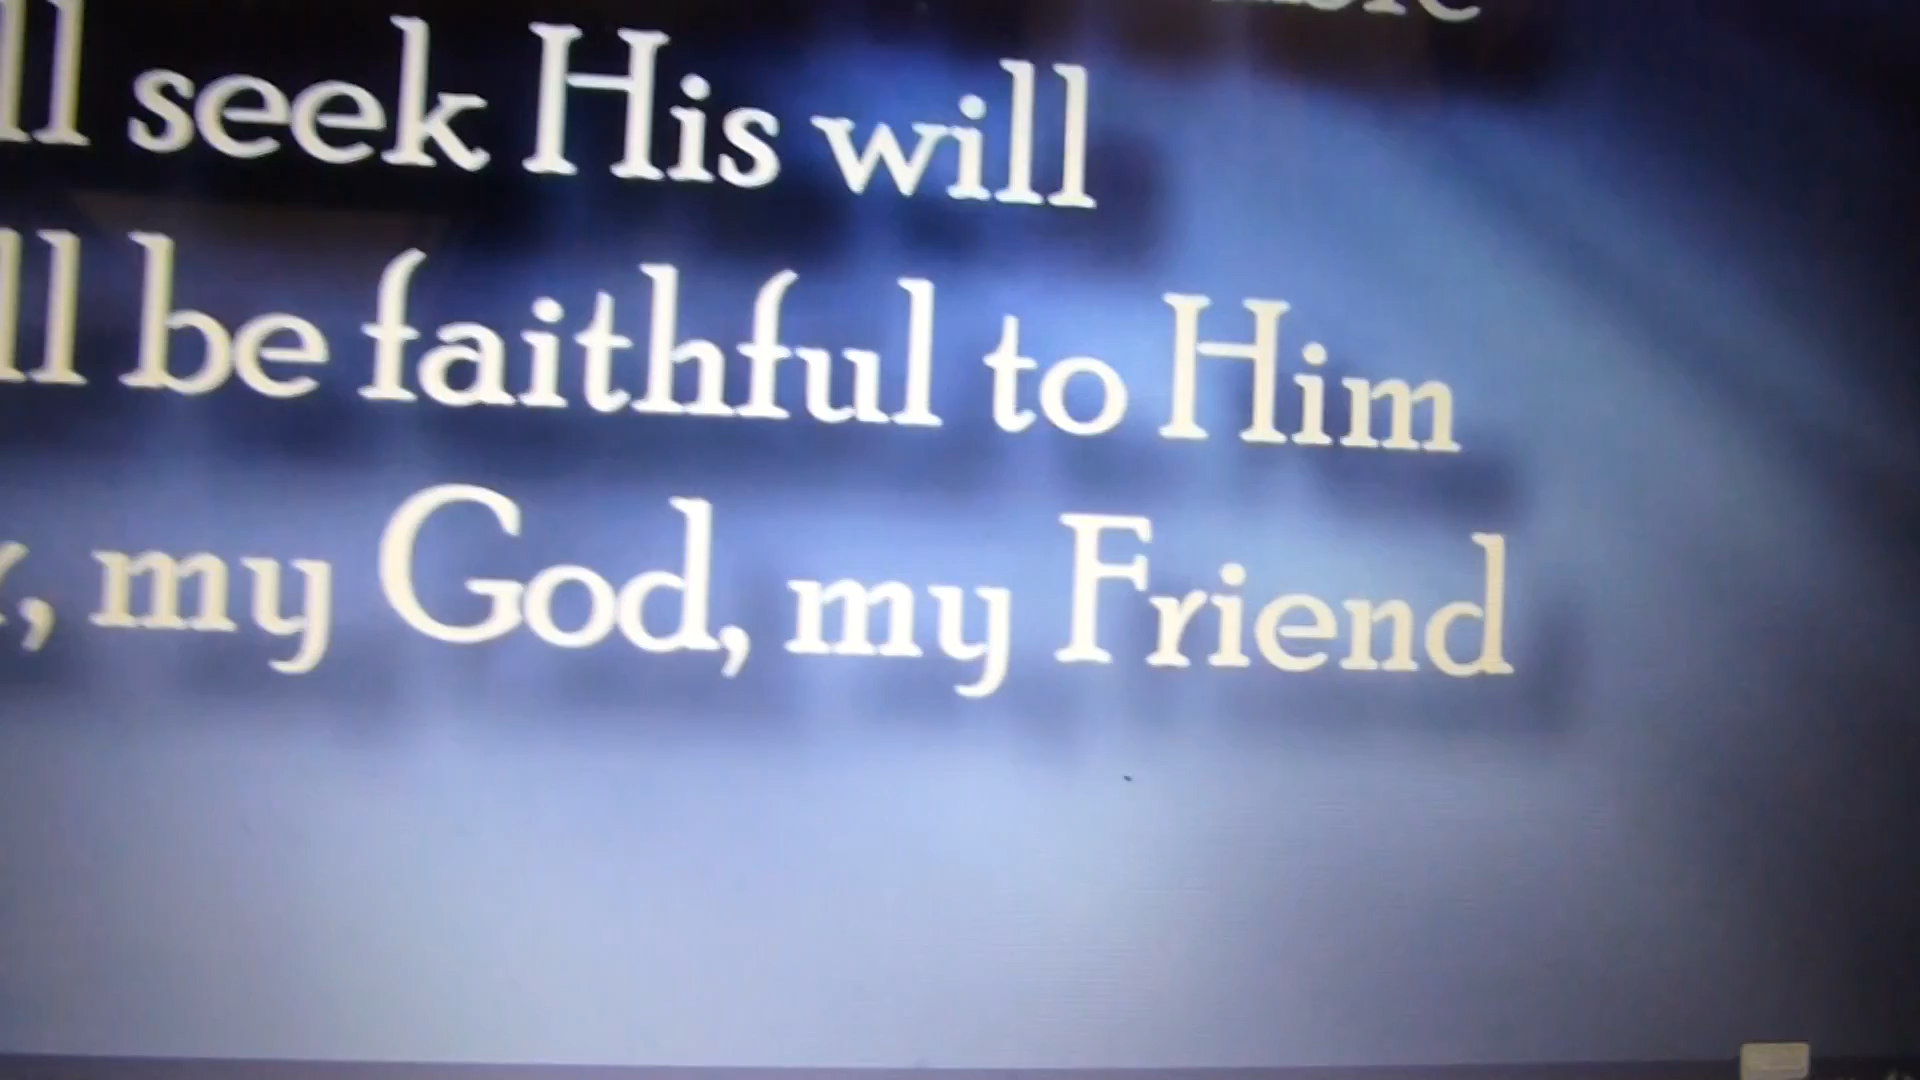 ll seek His will
ll be faithful to Him
, my God, my Friend